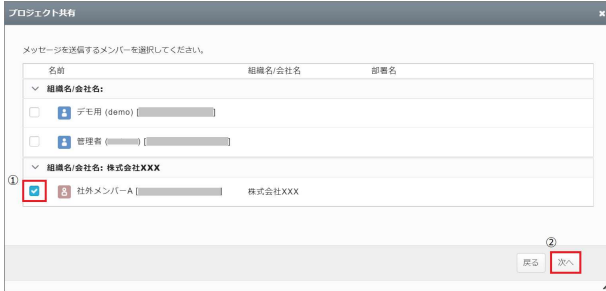 プロジェクト共有
メッセージを送信するメンバーを選択してください。
名前 組織名/会社名 部署名
組織名/会社名:
デモ用 (demo) [ ]
管理者 ( ) [ ]
組織名/会社名: 株式会社XXX
①
社外メンバーA [ ] 株式会社XXX
②
戻る 次へ